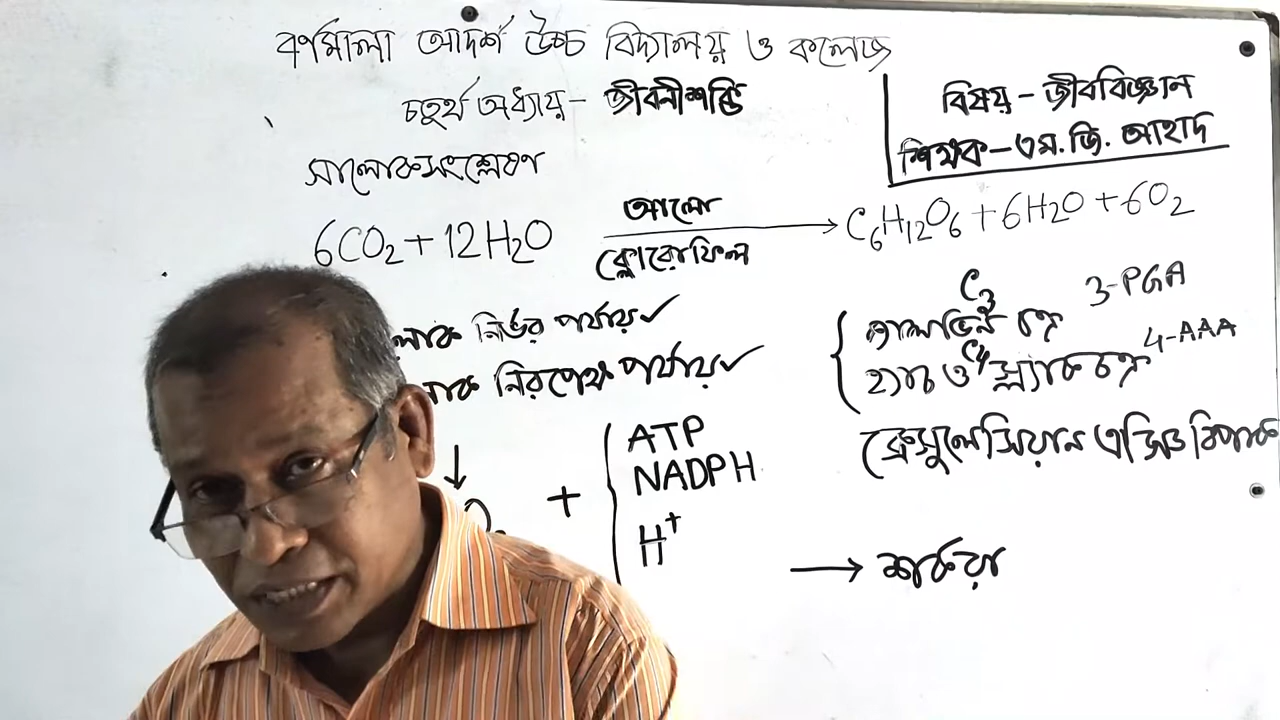 বর্ণমালা আদর্শ উচ্চ বিদ্যালয় ও কলেজ
চতুর্থ অধ্যায় - জীবনীশক্তি
বিষয় - জীববিজ্ঞান
শিক্ষক - এম. জি. আহাদ
সালোকসংশ্লেষণ
6CO₂ + 12H₂O
আলো
ক্লোরোফিল
→ C₆H₁₂O₆ + 6H₂O + 6O₂
লোক নির্ভর পর্যায় ✓
লোক নিরপেক্ষ পর্যায় ✓
C₃
ক্যালভিন চক্র 3-PGA
C₄
হ্যাচ ও স্ল্যাক চক্র 4-AAA
ক্রেসুলেসিয়ান এসিড বিপাক
↓
+
ATP
NADPH
H⁺
→ শর্করা